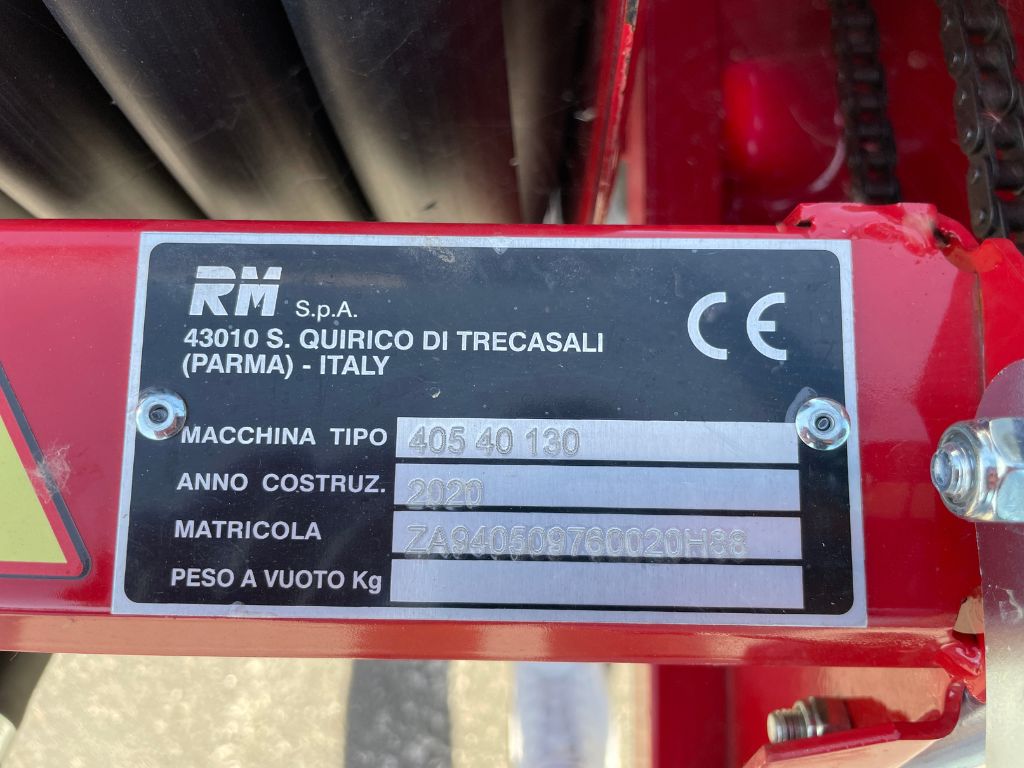 RM S.p.A.
43010 S. QUIRICO DI TRECASALI
(PARMA) - ITALY
CE
MACCHINA TIPO 405 40 130
ANNO COSTRUZ. 2020
MATRICOLA ZA940509760020H88
PESO A VUOTO Kg